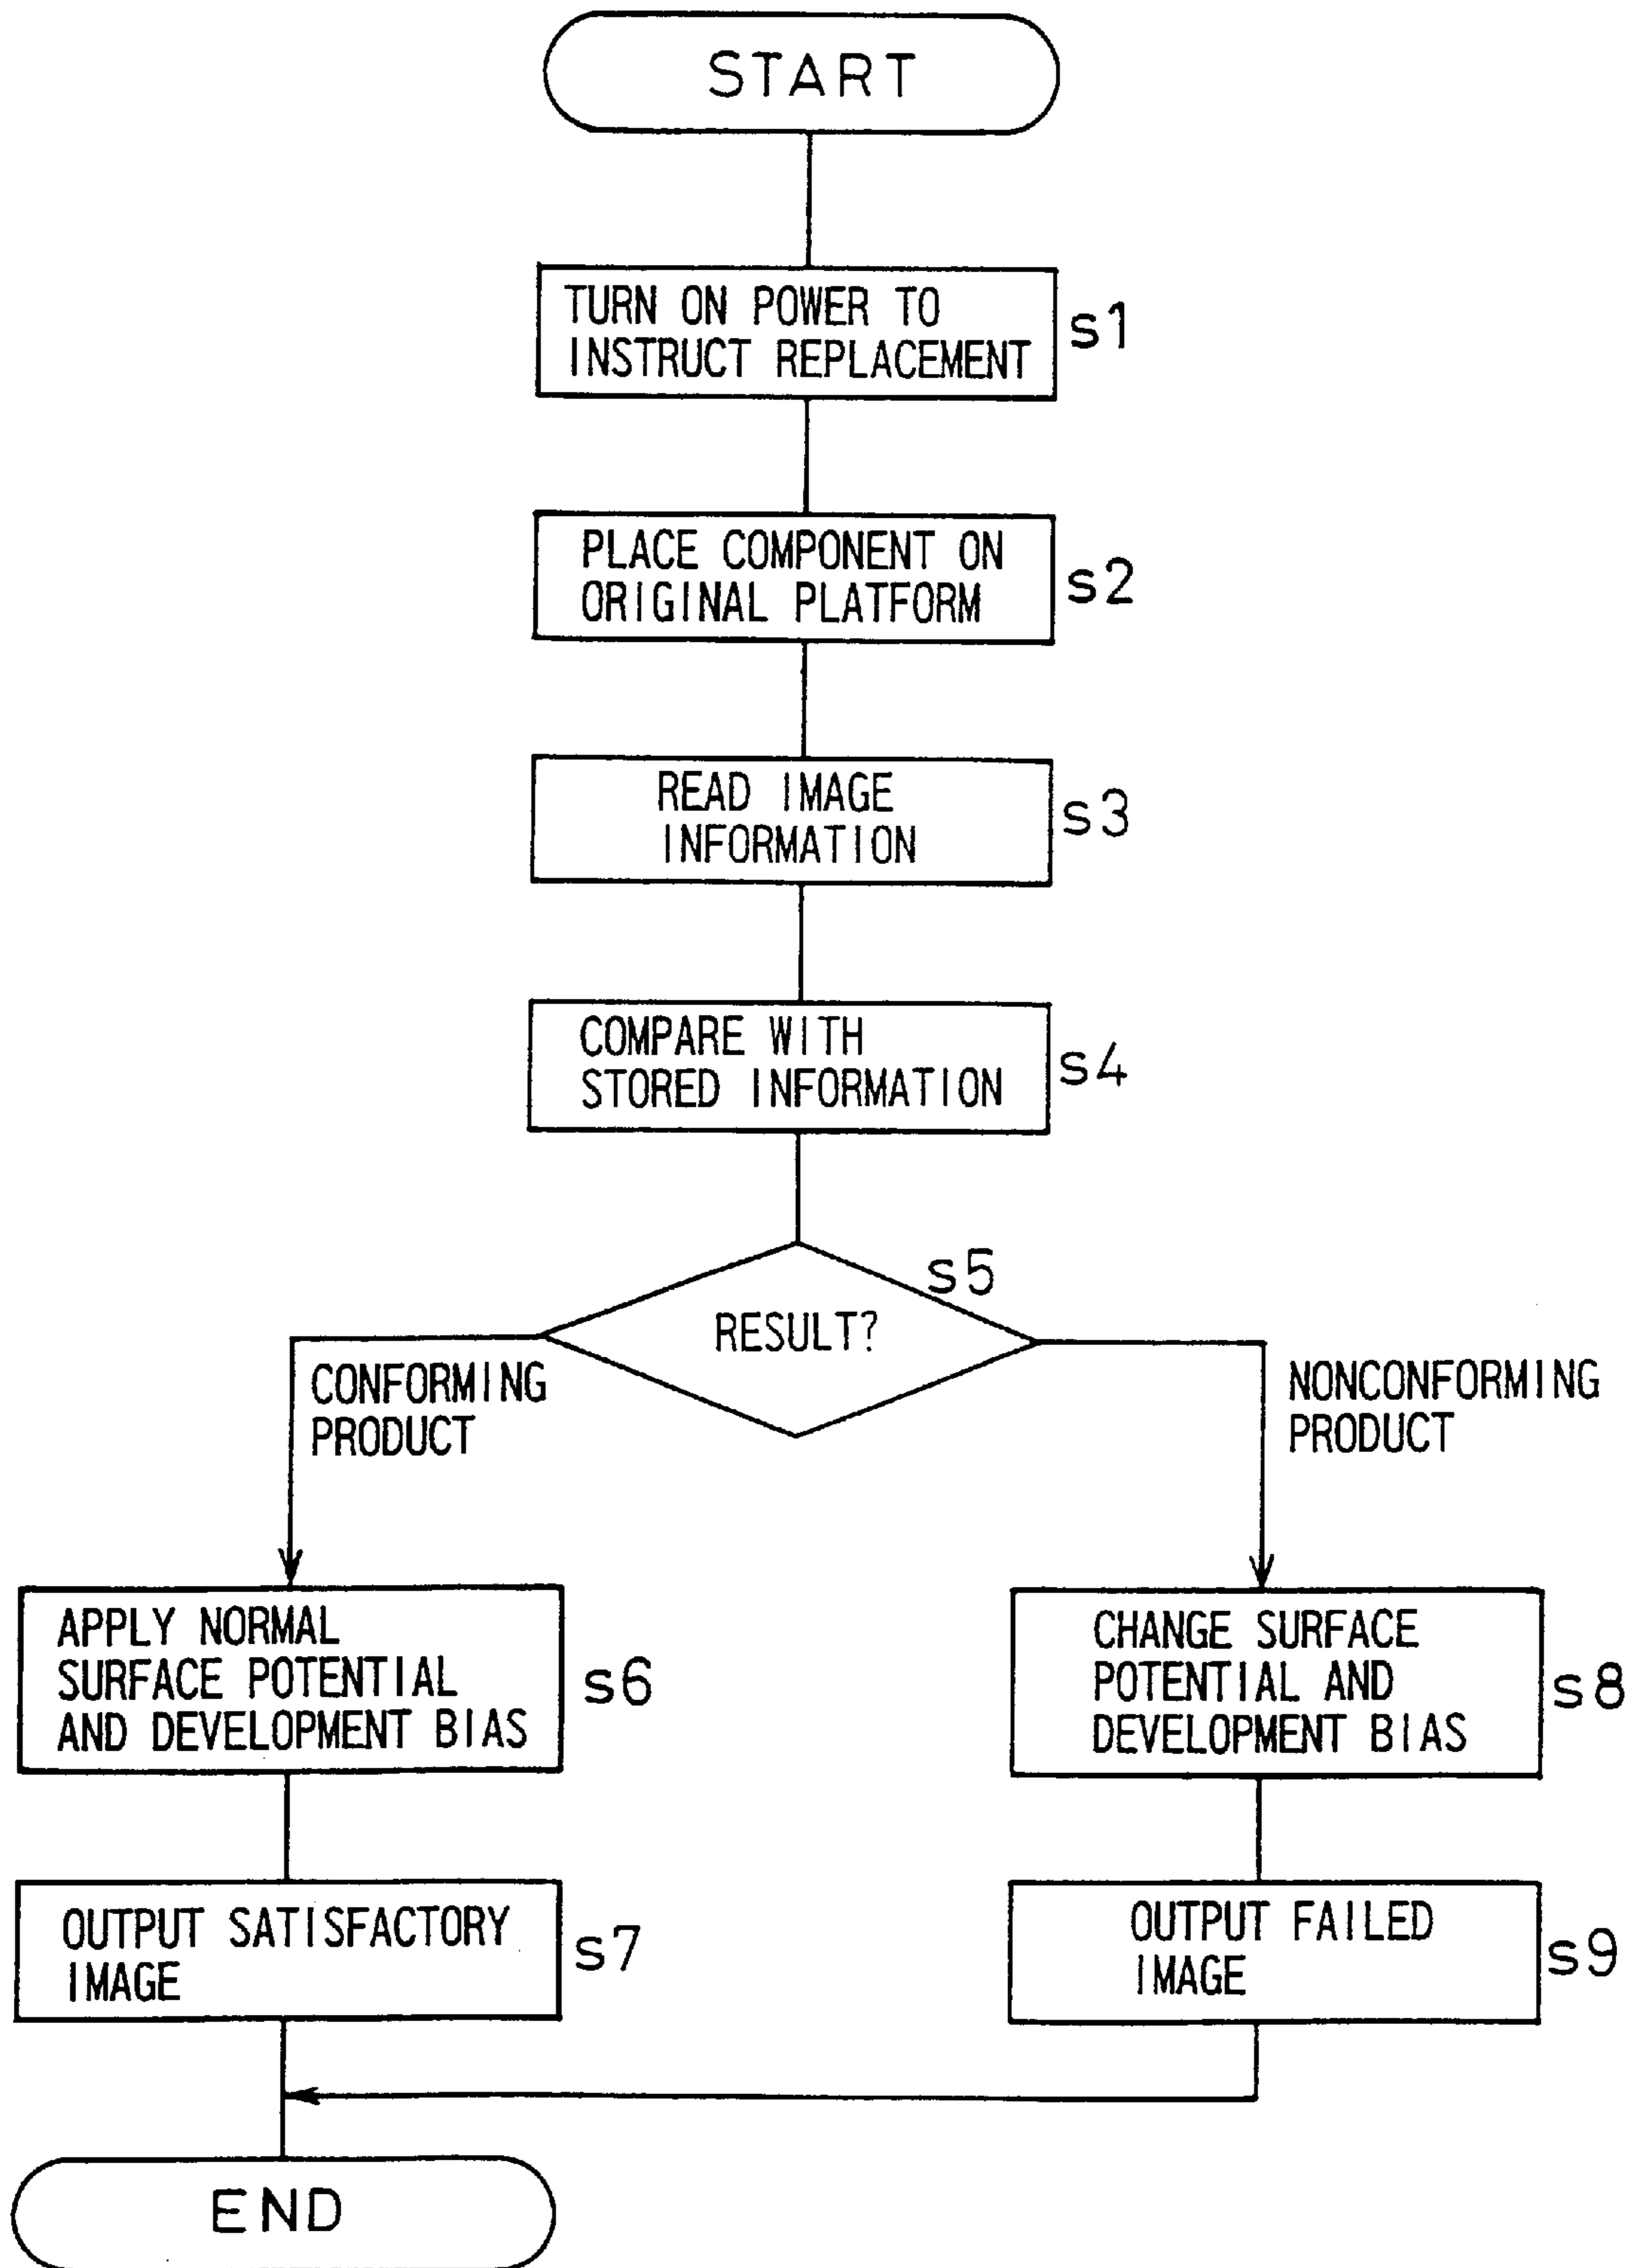 START
TURN ON POWER TO
INSTRUCT REPLACEMENT
s1
PLACE COMPONENT ON
ORIGINAL PLATFORM
s2
READ IMAGE
INFORMATION
s3
COMPARE WITH
STORED INFORMATION
s4
s5
RESULT?
CONFORMING
PRODUCT
NONCONFORMING
PRODUCT
APPLY NORMAL
SURFACE POTENTIAL
AND DEVELOPMENT BIAS
s6
CHANGE SURFACE
POTENTIAL AND
DEVELOPMENT BIAS
s8
OUTPUT SATISFACTORY
IMAGE
s7
OUTPUT FAILED
IMAGE
s9
END